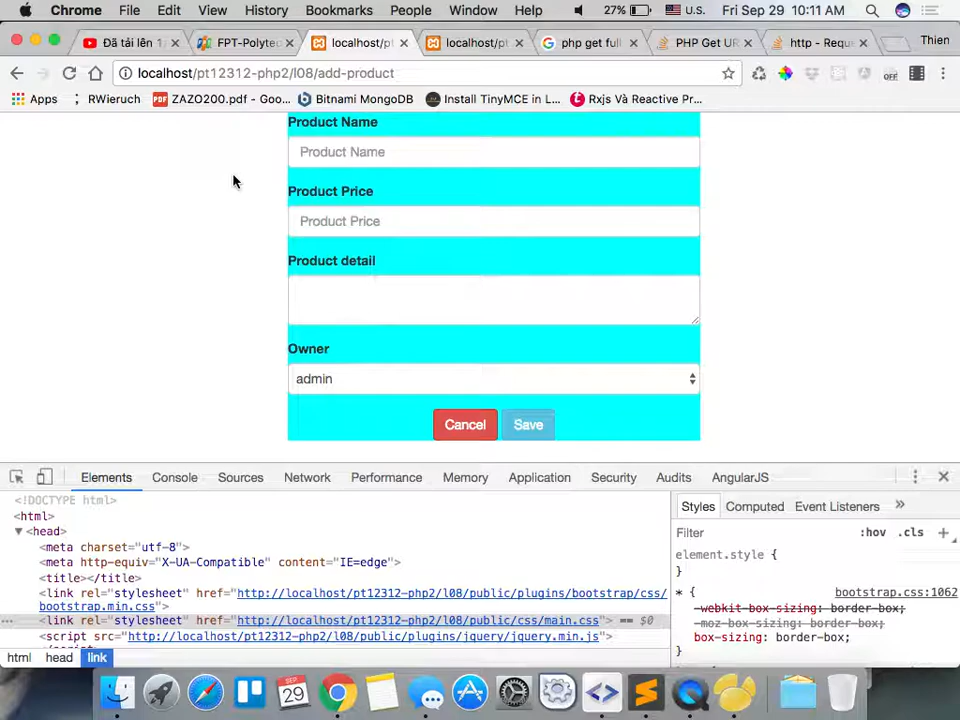 Chrome File Edit View History Bookmarks People Window Help 27% U.S. Fri Sep 29 10:11 AM
Đã tải lên 1 FPT-Polytec localhost/pt localhost/pt php get full PHP Get UR http - Requ Thien
localhost/pt12312-php2/l08/add-product
Apps RWieruch ZAZO200.pdf - Goo... Bitnami MongoDB Install TinyMCE in L... Rxjs Và Reactive Pr...
Product Name
Product Name
Product Price
Product Price
Product detail
Owner
admin
Cancel Save
Elements Console Sources Network Performance Memory Application Security Audits AngularJS
<!DOCTYPE html>
<html>
<head>
<meta charset="utf-8">
<meta http-equiv="X-UA-Compatible" content="IE=edge">
<title></title>
<link rel="stylesheet" href="http://localhost/pt12312-php2/l08/public/plugins/bootstrap/css/
bootstrap.min.css">
<link rel="stylesheet" href="http://localhost/pt12312-php2/l08/public/css/main.css"> == $0
<script src="http://localhost/pt12312-php2/l08/public/plugins/jquery/jquery.min.js">
html head link
Styles Computed Event Listeners »
Filter :hov .cls +
element.style {
}
* { bootstrap.css:1062
-webkit-box-sizing: border-box;
-moz-box-sizing: border-box;
box-sizing: border-box;
}
SEP
29